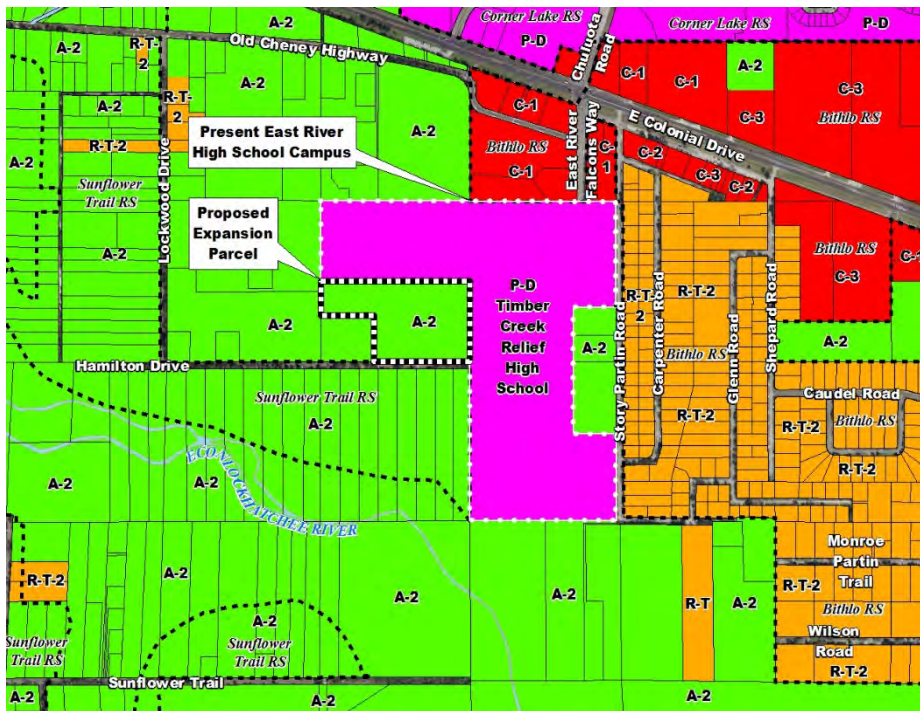 Corner Lake RS
P-D
Corner Lake RS
P-D
Chuluota
Road
A-2
R-T-
2
Old Cheney Highway
A-2
A-2
R-T-
2
A-2
A-2
C-1
C-1
A-2
C-3
C-3
Bithlo RS
C-3
Present East River
High School Campus
C-1
Bithlo RS
C-1
East River
Falcons Way
C-
1
E Colonial Drive
C-2
C-3
C-2
A-2
R-T-2
Sunflower
Trail RS
A-2
Lockwood Drive
Proposed
Expansion
Parcel
A-2
A-2
A-2
P-D
Timber
Creek
Relief
High
School
A-2
Story Partin Road
R-T-
2
Carpenter Road
R-T-2
Bithlo RS
R-T-2
Glenn Road
Shepard Road
Bithlo RS
C-3
C-1
A-2
Hamilton Drive
Sunflower Trail RS
A-2
Caudel Road
R-T-2
Bithlo RS
R-T-2
A-2
A-2
ECONLOCKHATCHEE RIVER
R-T-2
A-2
A-2
A-2
R-T
A-2
Monroe
Partin
Trail
R-T-2
Bithlo RS
Wilson
Road
R-T-2
Sunflower
Trail RS
A-2
Sunflower
Trail RS
Sunflower Trail
A-2
A-2
A-2